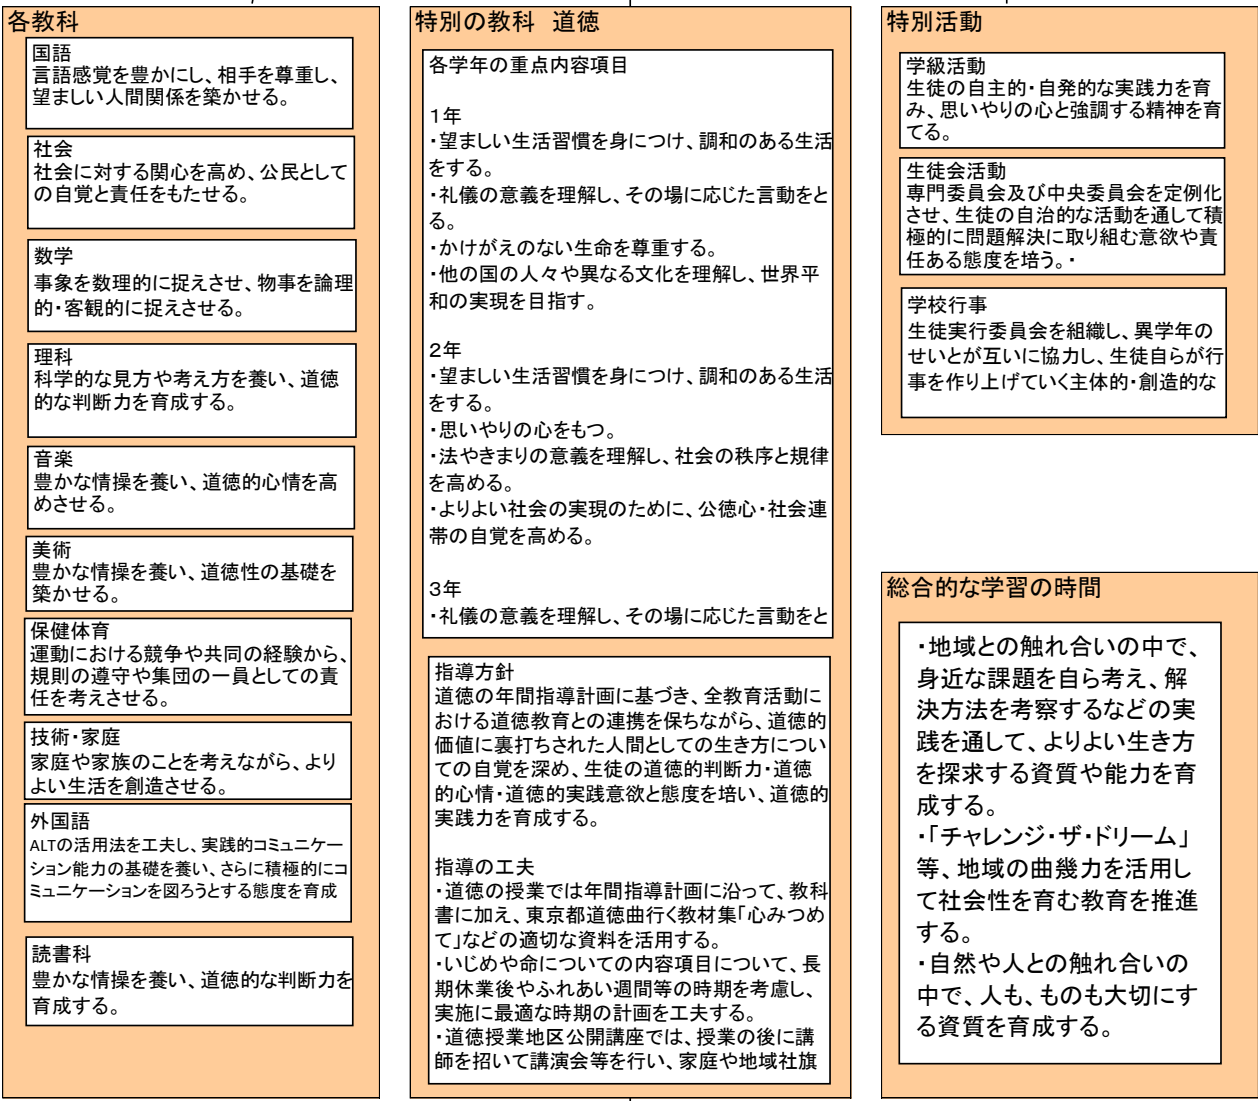 各教科
国語
言語感覚を豊かにし、相手を尊重し、
望ましい人間関係を築かせる。
社会
社会に対する関心を高め、公民として
の自覚と責任をもたせる。
数学
事象を数理的に捉えさせ、物事を論理
的・客観的に捉えさせる。
理科
科学的な見方や考え方を養い、道徳
的な判断力を育成する。
音楽
豊かな情操を養い、道徳的心情を高
めさせる。
美術
豊かな情操を養い、道徳性の基礎を
築かせる。
保健体育
運動における競争や共同の経験から、
規則の遵守や集団の一員としての責
任を考えさせる。
技術・家庭
家庭や家族のことを考えながら、より
よい生活を創造させる。
外国語
ALTの活用法を工夫し、実践的コミュニケー
ション能力の基礎を養い、さらに積極的にコ
ミュニケーションを図ろうとする態度を育成
読書科
豊かな情操を養い、道徳的な判断力を
育成する。
特別の教科　道徳
各学年の重点内容項目
１年
・望ましい生活習慣を身につけ、調和のある生活
をする。
・礼儀の意義を理解し、その場に応じた言動をと
る。
・かけがえのない生命を尊重する。
・他の国の人々や異なる文化を理解し、世界平
和の実現を目指す。
２年
・望ましい生活習慣を身につけ、調和のある生活
をする。
・思いやりの心をもつ。
・法やきまりの意義を理解し、社会の秩序と規律
を高める。
・よりよい社会の実現のために、公徳心・社会連
帯の自覚を高める。
３年
・礼儀の意義を理解し、その場に応じた言動をと
指導方針
道徳の年間指導計画に基づき、全教育活動に
おける道徳教育との連携を保ちながら、道徳的
価値に裏打ちされた人間としての生き方につい
ての自覚を深め、生徒の道徳的判断力・道徳
的心情・道徳的実践意欲と態度を培い、道徳的
実践力を育成する。
指導の工夫
・道徳の授業では年間指導計画に沿って、教科
書に加え、東京都道徳曲行く教材集「心みつめ
て」などの適切な資料を活用する。
・いじめや命についての内容項目について、長
期休業後やふれあい週間等の時期を考慮し、
実施に最適な時期の計画を工夫する。
・道徳授業地区公開講座では、授業の後に講
師を招いて講演会等を行い、家庭や地域社旗
特別活動
学級活動
生徒の自主的・自発的な実践力を育
み、思いやりの心と強調する精神を育
てる。
生徒会活動
専門委員会及び中央委員会を定例化
させ、生徒の自治的な活動を通して積
極的に問題解決に取り組む意欲や責
任ある態度を培う。・
学校行事
生徒実行委員会を組織し、異学年の
せいとが互いに協力し、生徒自らが行
事を作り上げていく主体的・創造的な
総合的な学習の時間
・地域との触れ合いの中で、
身近な課題を自ら考え、解
決方法を考察するなどの実
践を通して、よりよい生き方
を探求する資質や能力を育
成する。
・「チャレンジ・ザ・ドリーム」
等、地域の曲幾力を活用し
て社会性を育む教育を推進
する。
・自然や人との触れ合いの
中で、人も、ものも大切にす
る資質を育成する。